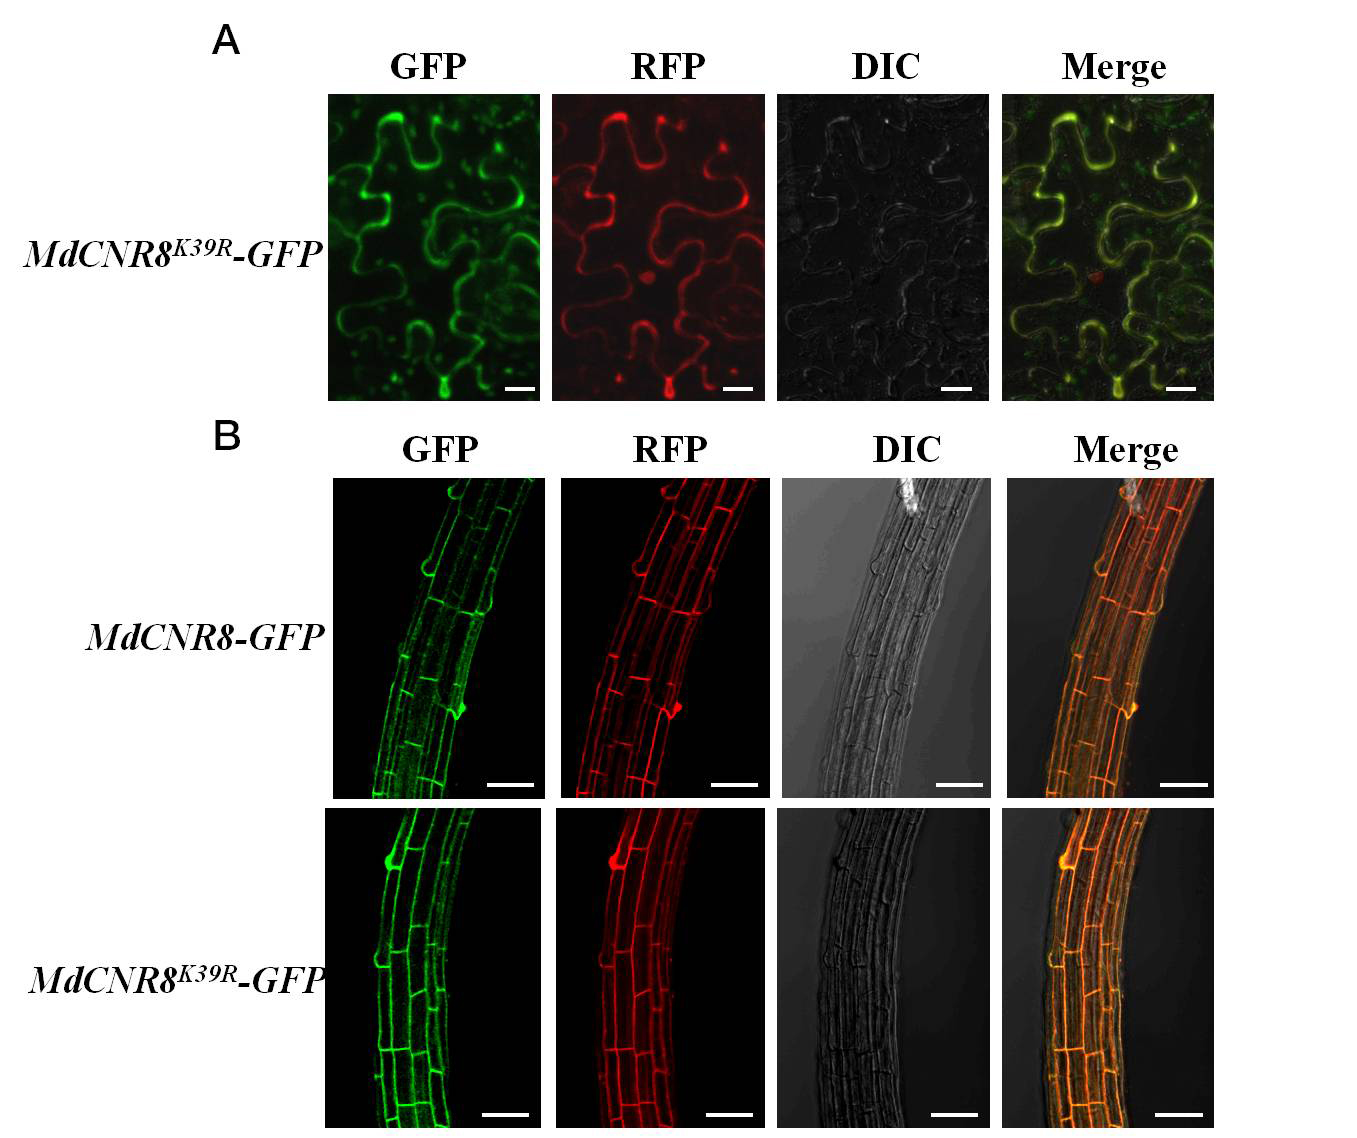 A
GFP RFP DIC Merge
MdCNR8K39R-GFP
B
GFP RFP DIC Merge
MdCNR8-GFP
MdCNR8K39R-GFP